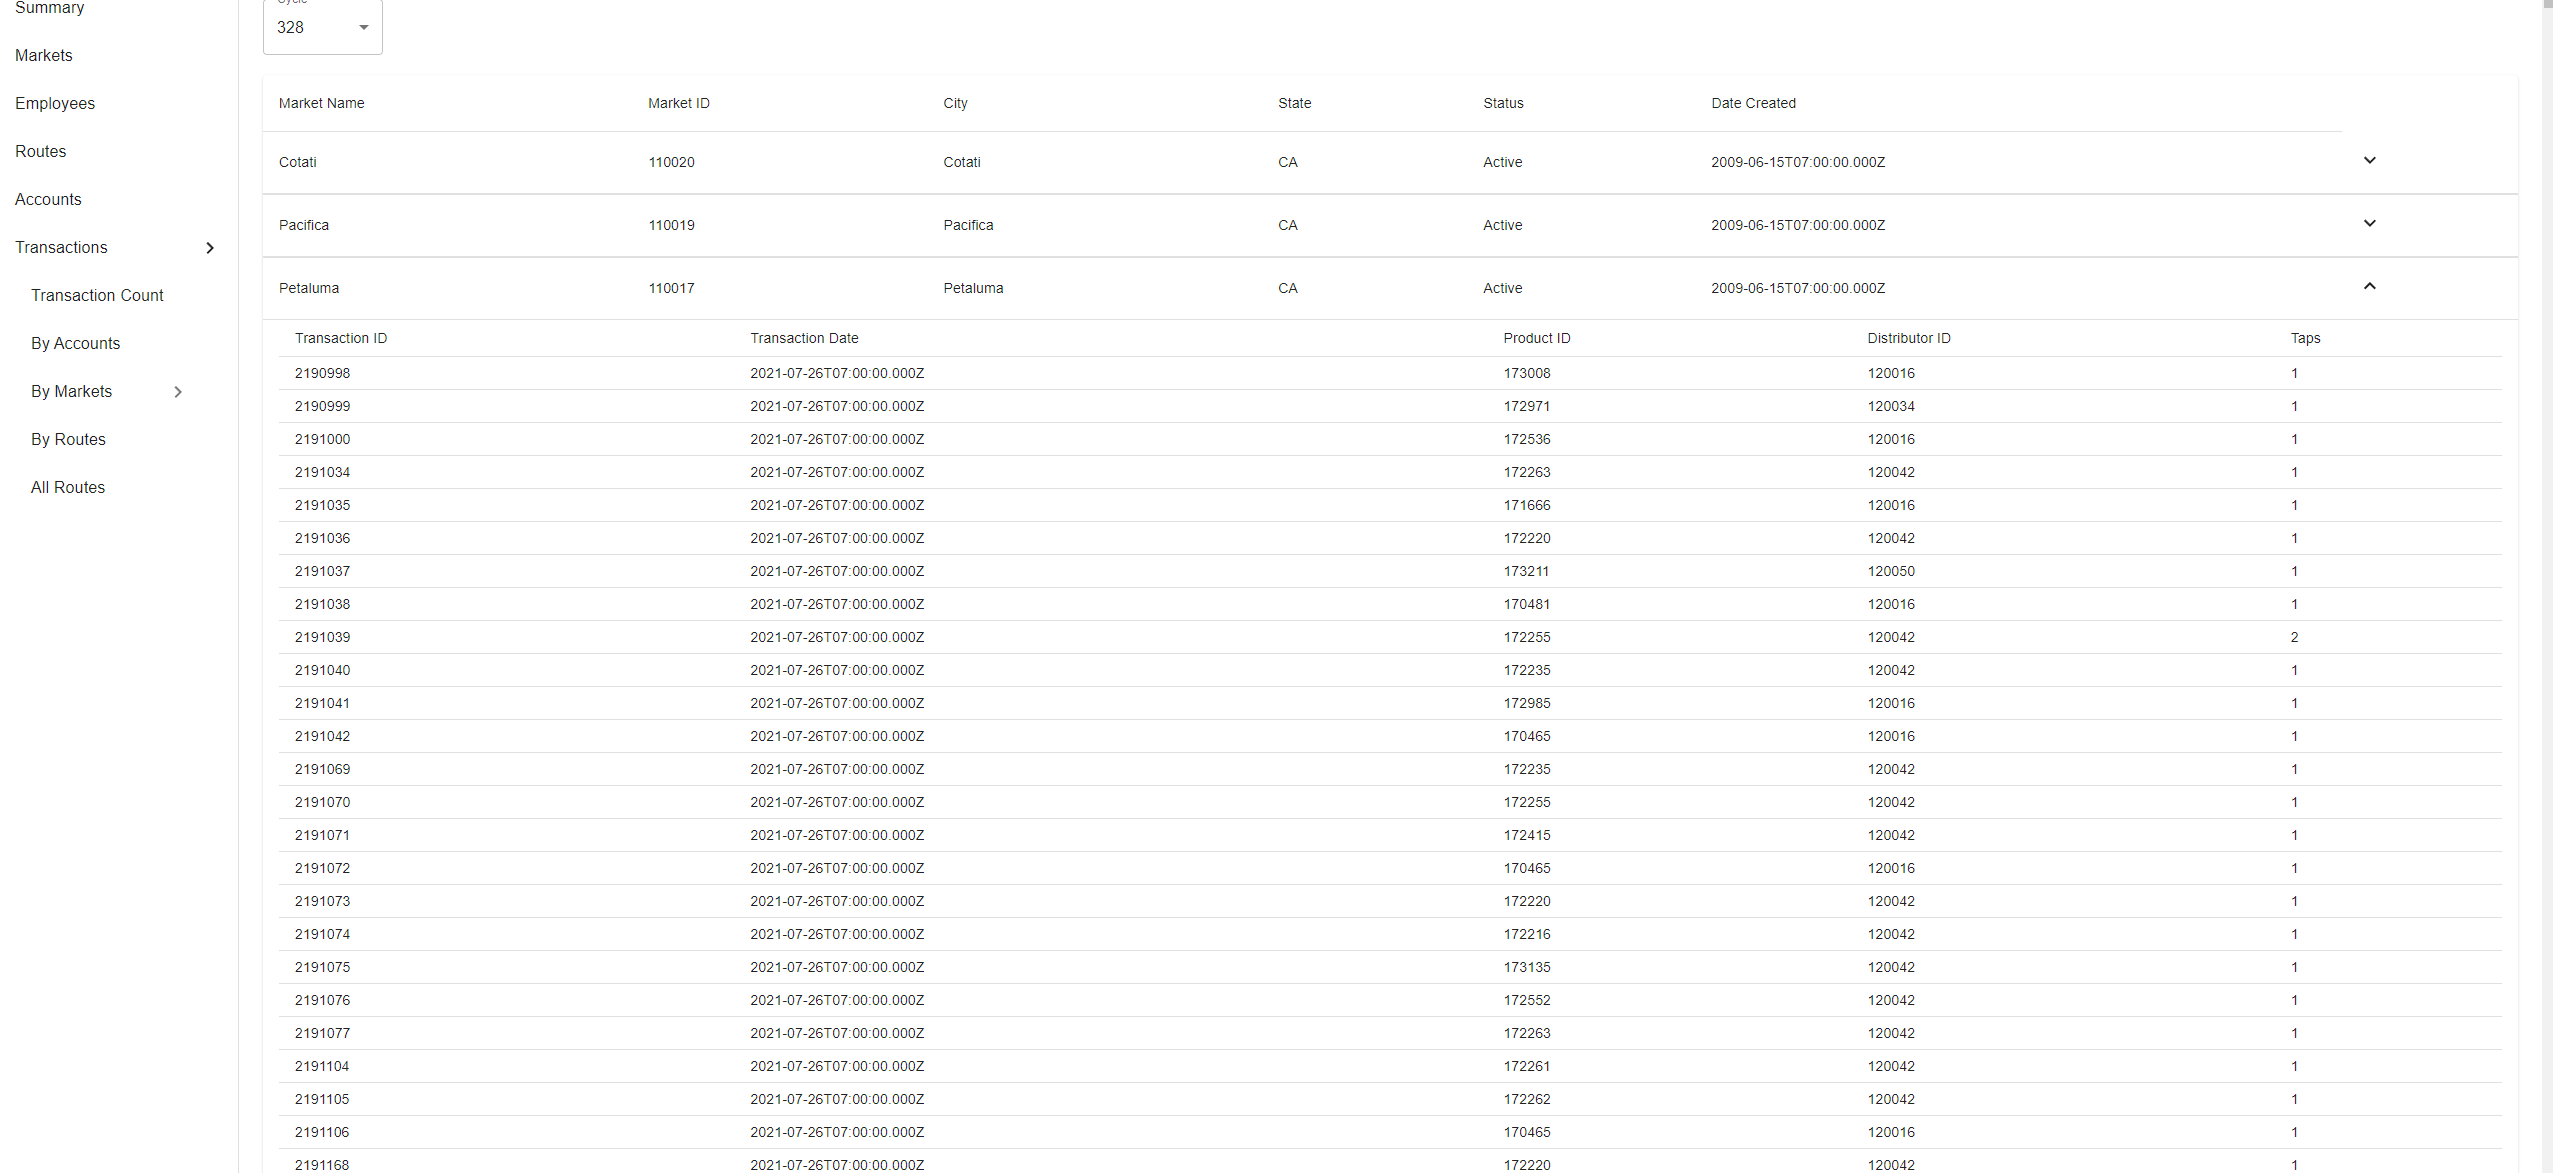 Summary
Markets
Employees
Routes
Accounts
Transactions
Transaction Count
By Accounts
By Markets
By Routes
All Routes
Cycle
328
Market Name Market ID City State Status Date Created
Cotati 110020 Cotati CA Active 2009-06-15T07:00:00.000Z
Pacifica 110019 Pacifica CA Active 2009-06-15T07:00:00.000Z
Petaluma 110017 Petaluma CA Active 2009-06-15T07:00:00.000Z
Transaction ID Transaction Date Product ID Distributor ID Taps
2190998 2021-07-26T07:00:00.000Z 173008 120016 1
2190999 2021-07-26T07:00:00.000Z 172971 120034 1
2191000 2021-07-26T07:00:00.000Z 172536 120016 1
2191034 2021-07-26T07:00:00.000Z 172263 120042 1
2191035 2021-07-26T07:00:00.000Z 171666 120016 1
2191036 2021-07-26T07:00:00.000Z 172220 120042 1
2191037 2021-07-26T07:00:00.000Z 173211 120050 1
2191038 2021-07-26T07:00:00.000Z 170481 120016 1
2191039 2021-07-26T07:00:00.000Z 172255 120042 2
2191040 2021-07-26T07:00:00.000Z 172235 120042 1
2191041 2021-07-26T07:00:00.000Z 172985 120016 1
2191042 2021-07-26T07:00:00.000Z 170465 120016 1
2191069 2021-07-26T07:00:00.000Z 172235 120042 1
2191070 2021-07-26T07:00:00.000Z 172255 120042 1
2191071 2021-07-26T07:00:00.000Z 172415 120042 1
2191072 2021-07-26T07:00:00.000Z 170465 120016 1
2191073 2021-07-26T07:00:00.000Z 172220 120042 1
2191074 2021-07-26T07:00:00.000Z 172216 120042 1
2191075 2021-07-26T07:00:00.000Z 173135 120042 1
2191076 2021-07-26T07:00:00.000Z 172552 120042 1
2191077 2021-07-26T07:00:00.000Z 172263 120042 1
2191104 2021-07-26T07:00:00.000Z 172261 120042 1
2191105 2021-07-26T07:00:00.000Z 172262 120042 1
2191106 2021-07-26T07:00:00.000Z 170465 120016 1
2191168 2021-07-26T07:00:00.000Z 172220 120042 1